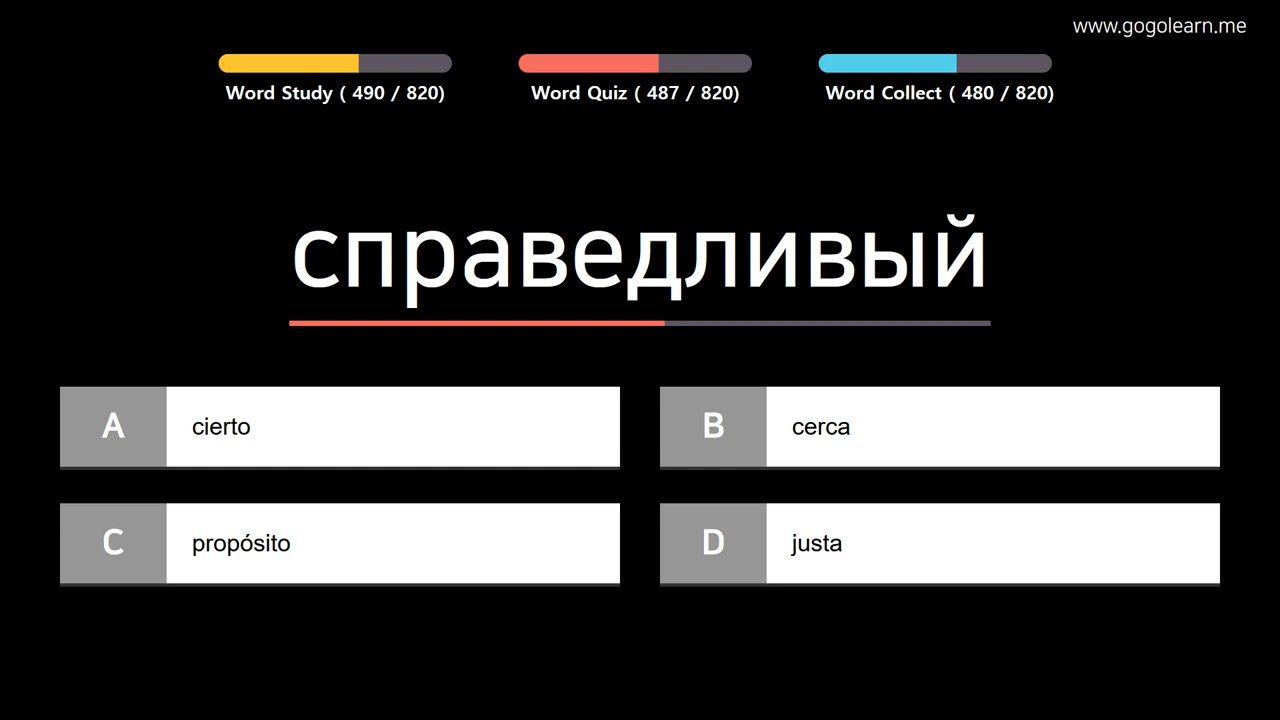 www.gogolearn.me
Word Study ( 490 / 820)
Word Quiz ( 487 / 820)
Word Collect ( 480 / 820)
справедливый
A cierto
B cerca
C propósito
D justa